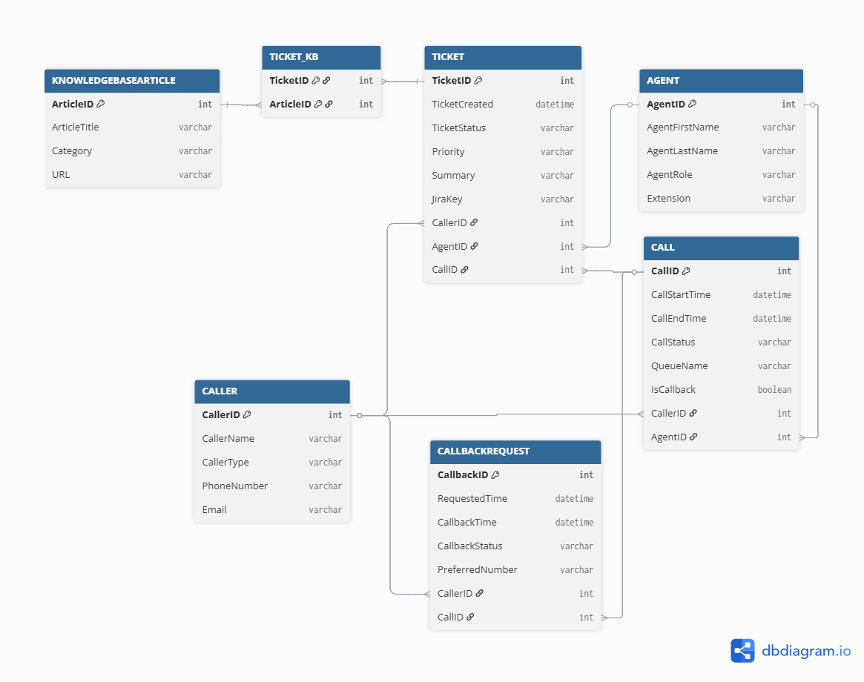 KNOWLEDGEBASEARTICLE
ArticleID int
ArticleTitle varchar
Category varchar
URL varchar
TICKET_KB
TicketID int
ArticleID int
TICKET
TicketID int
TicketCreated datetime
TicketStatus varchar
Priority varchar
Summary varchar
JiraKey varchar
CallerID int
AgentID int
CallID int
AGENT
AgentID int
AgentFirstName varchar
AgentLastName varchar
AgentRole varchar
Extension varchar
CALL
CallID int
CallStartTime datetime
CallEndTime datetime
CallStatus varchar
QueueName varchar
IsCallback boolean
CallerID int
AgentID int
CALLER
CallerID int
CallerName varchar
CallerType varchar
PhoneNumber varchar
Email varchar
CALLBACKREQUEST
CallbackID int
RequestedTime datetime
CallbackTime datetime
CallbackStatus varchar
PreferredNumber varchar
CallerID int
CallID int
dbdiagram.io